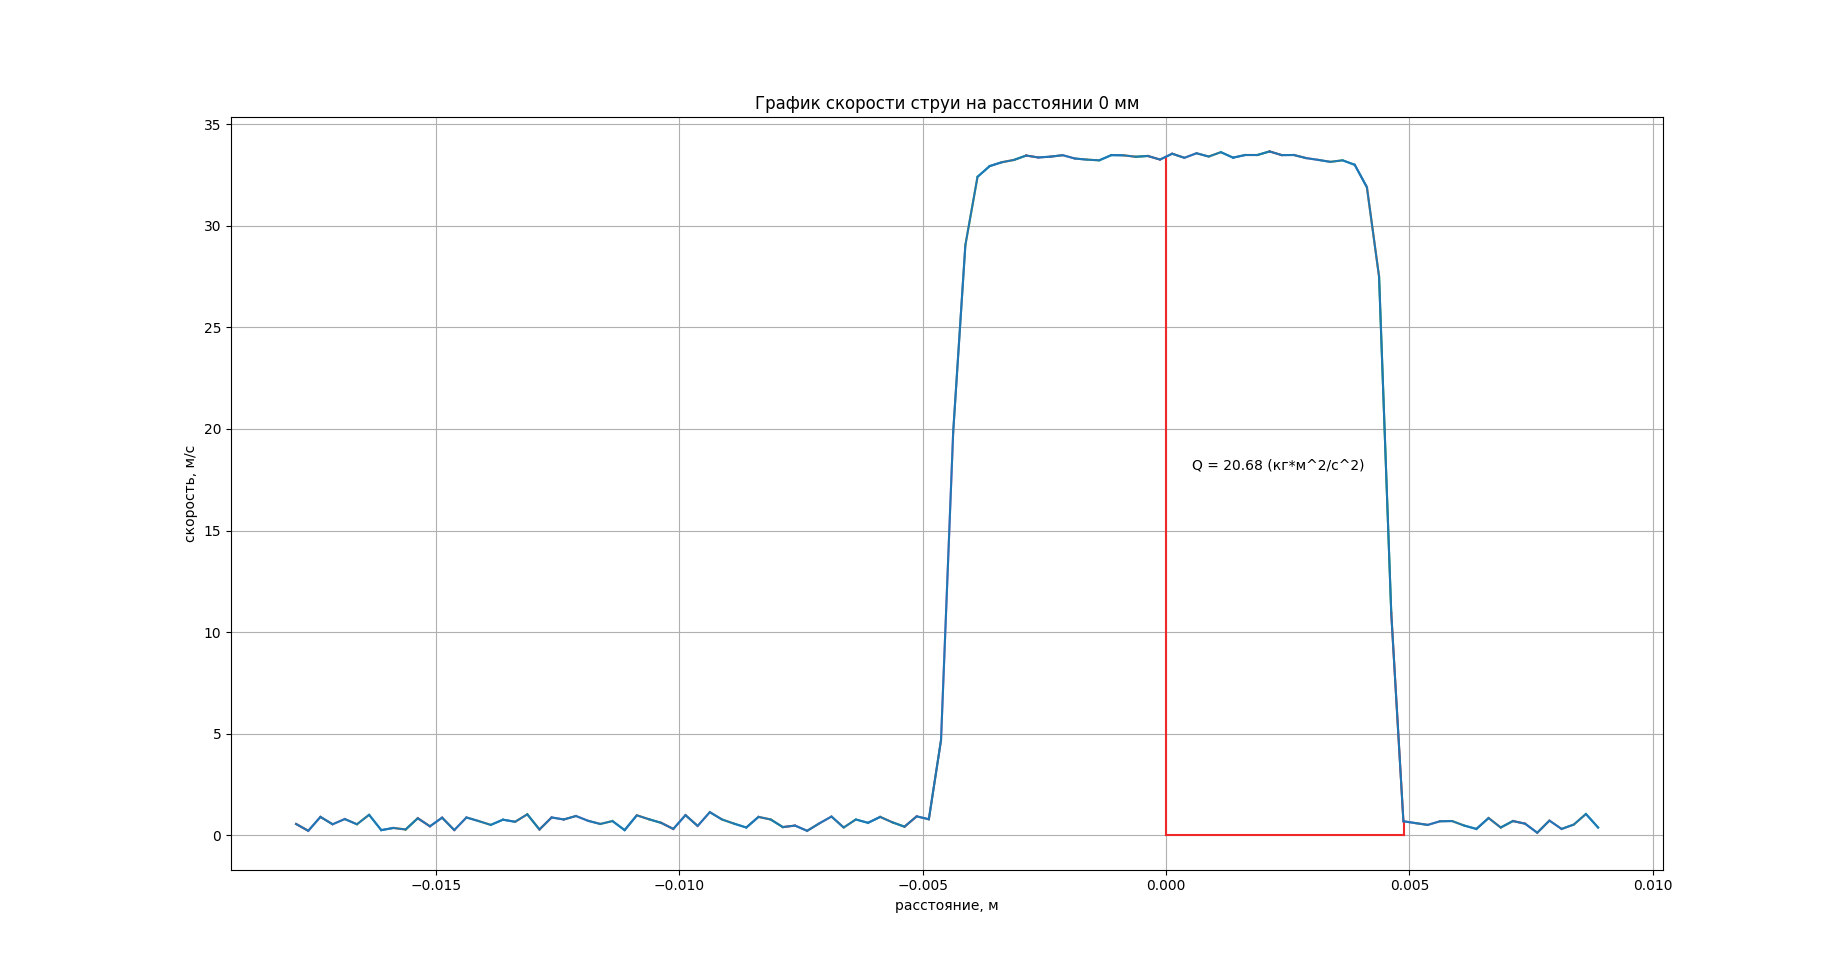 График скорости струи на расстоянии 0 мм
35
30
25
20
15
10
5
0
скорость, м/с
Q = 20.68 (кг*м^2/с^2)
−0.015 −0.010 −0.005 0.000 0.005 0.010
расстояние, м